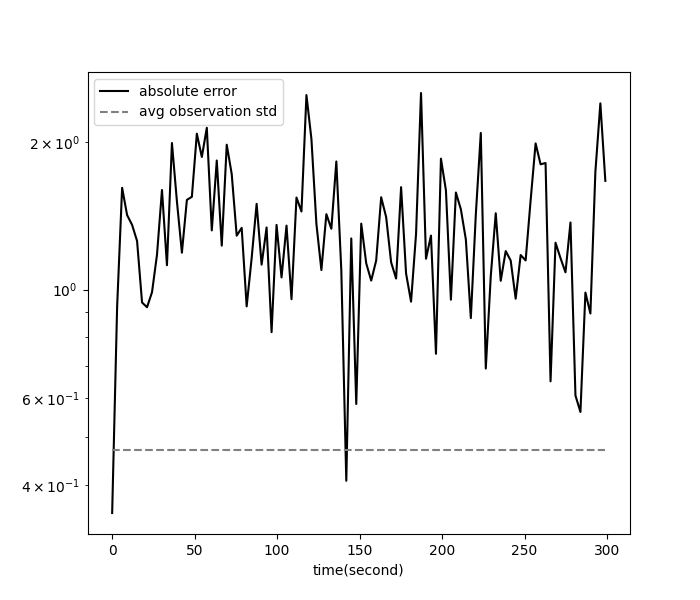 absolute error
avg observation std
2 × 10⁰
10⁰
6 × 10⁻¹
4 × 10⁻¹
0 50 100 150 200 250 300
time(second)